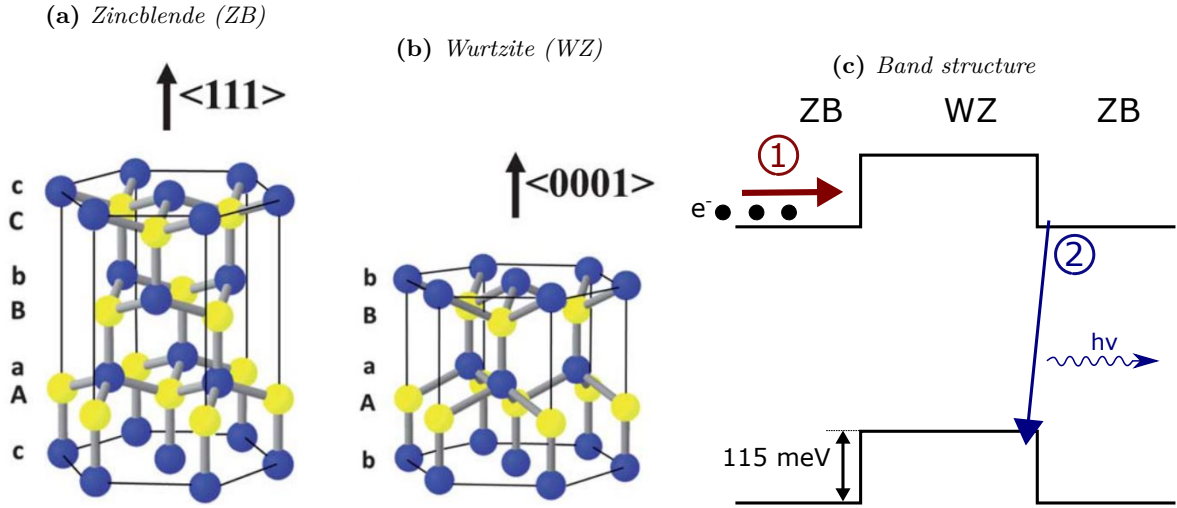 (a) Zincblende (ZB)
<111>
c
C
b
B
a
A
c
(b) Wurtzite (WZ)
<0001>
b
B
a
A
b
(c) Band structure
ZB WZ ZB
1
e-
2
hν
115 meV